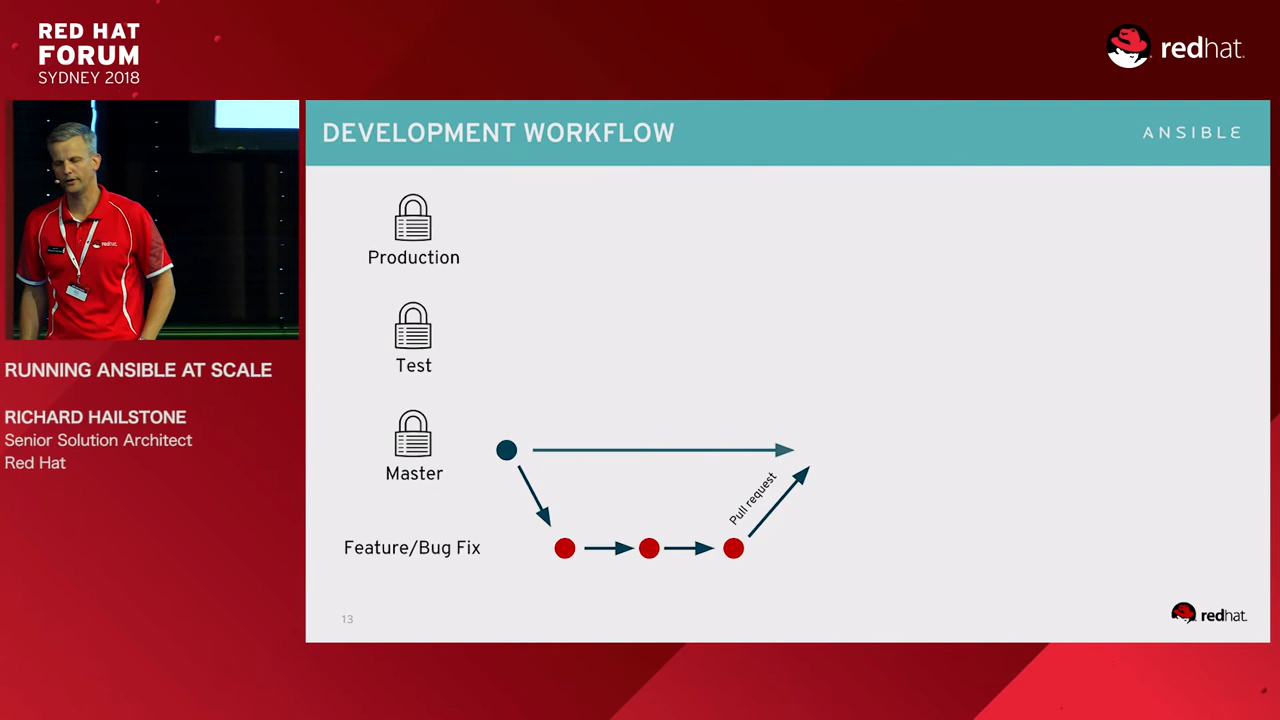 RED HAT
FORUM
SYDNEY 2018
redhat.
DEVELOPMENT WORKFLOW
ANSIBLE
Production
Test
Master
Pull request
Feature/Bug Fix
13
redhat.
redhat.
RUNNING ANSIBLE AT SCALE
RICHARD HAILSTONE
Senior Solution Architect
Red Hat